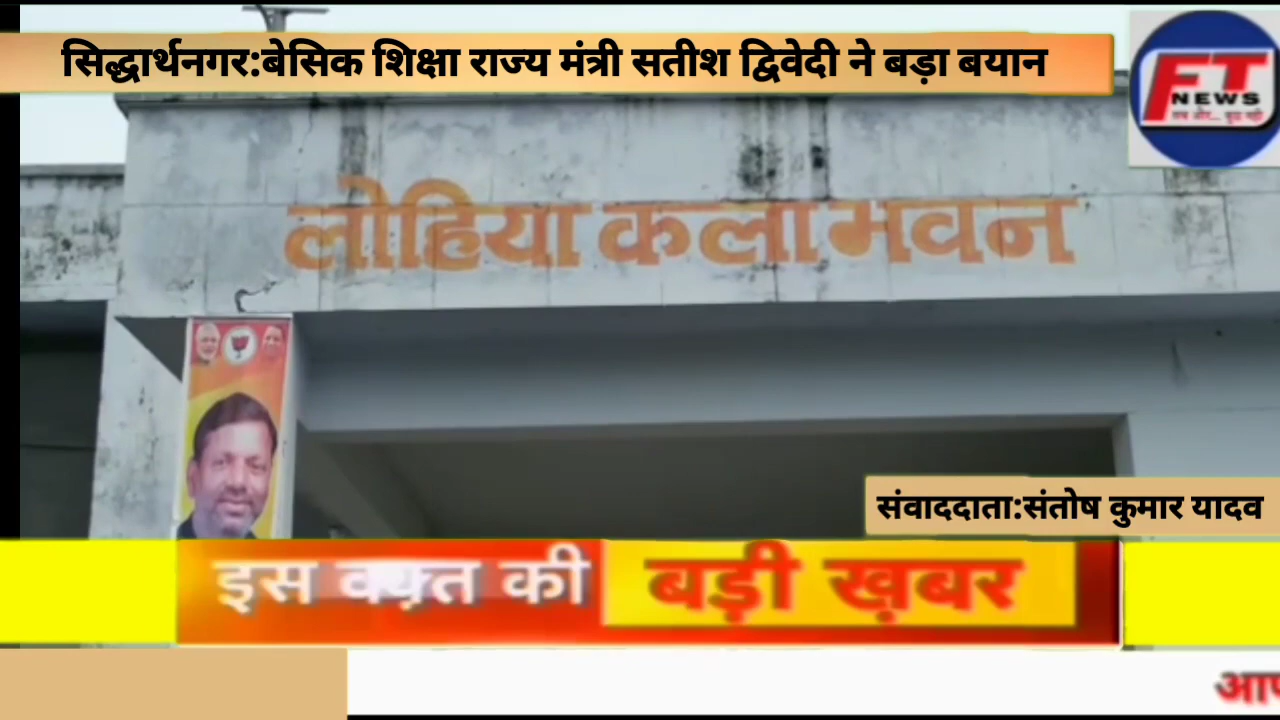 सिद्धार्थनगर:बेसिक शिक्षा राज्य मंत्री सतीश द्विवेदी ने बड़ा बयान
FT
NEWS
लोहिया कला भवन
संवाददाता:संतोष कुमार यादव
इस वक़्त की बड़ी ख़बर